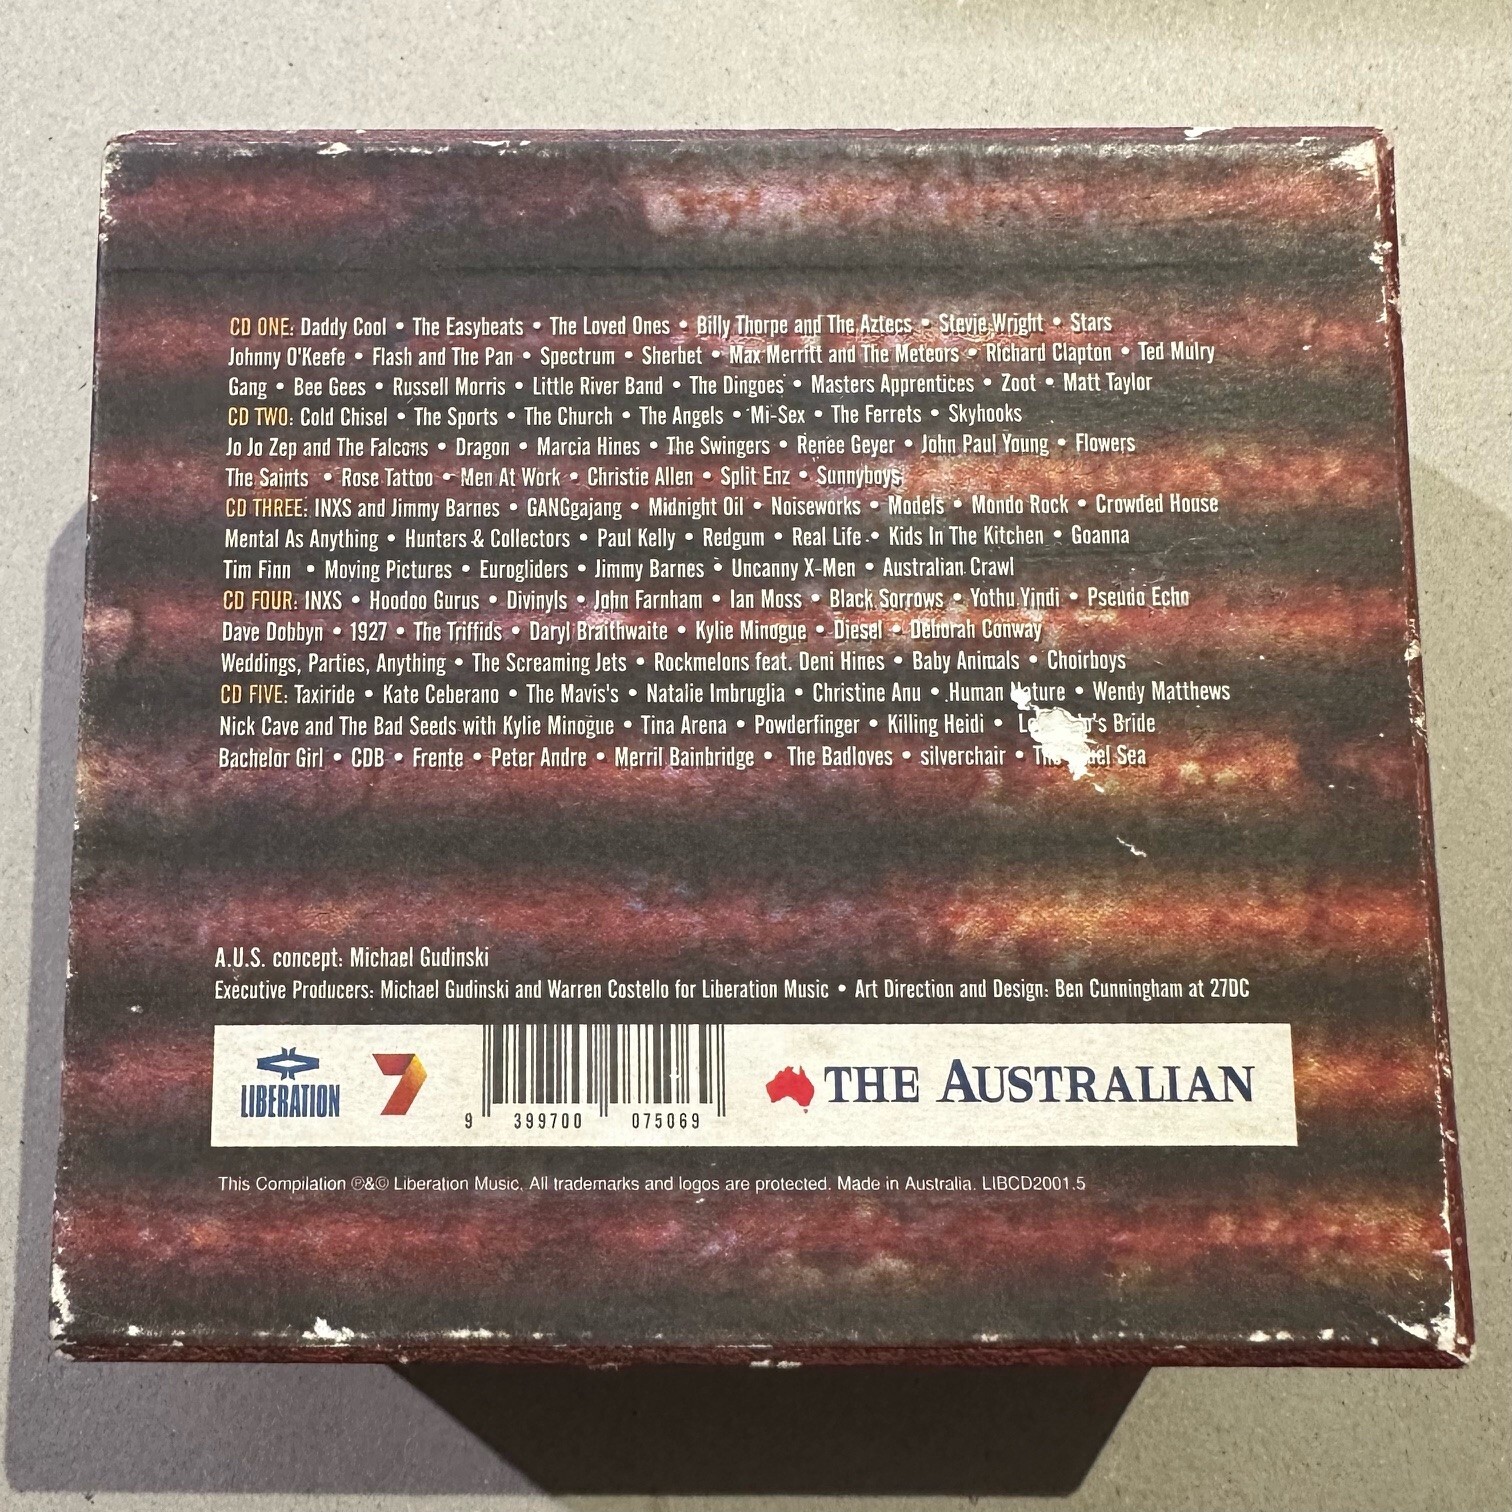 CD ONE: Daddy Cool • The Easybeats • The Loved Ones • Billy Thorpe and The Aztecs • Stevie Wright • Stars
Johnny O'Keefe • Flash and The Pan • Spectrum • Sherbet • Max Merritt and The Meteors • Richard Clapton • Ted Mulry
Gang • Bee Gees • Russell Morris • Little River Band • The Dingoes • Masters Apprentices • Zoot • Matt Taylor
CD TWO: Cold Chisel • The Sports • The Church • The Angels • Mi-Sex • The Ferrets • Skyhooks
Jo Jo Zep and The Falcons • Dragon • Marcia Hines • The Swingers • Renee Geyer • John Paul Young • Flowers
The Saints • Rose Tattoo • Men At Work • Christie Allen • Split Enz • Sunnyboys
CD THREE: INXS and Jimmy Barnes • GANGgajang • Midnight Oil • Noiseworks • Models • Mondo Rock • Crowded House
Mental As Anything • Hunters & Collectors • Paul Kelly • Redgum • Real Life • Kids In The Kitchen • Goanna
Tim Finn • Moving Pictures • Eurogliders • Jimmy Barnes • Uncanny X-Men • Australian Crawl
CD FOUR: INXS • Hoodoo Gurus • Divinyls • John Farnham • Ian Moss • Black Sorrows • Yothu Yindi • Pseudo Echo
Dave Dobbyn • 1927 • The Triffids • Daryl Braithwaite • Kylie Minogue • Diesel • Deborah Conway
Weddings, Parties, Anything • The Screaming Jets • Rockmelons feat. Deni Hines • Baby Animals • Choirboys
CD FIVE: Taxiride • Kate Ceberano • The Mavis's • Natalie Imbruglia • Christine Anu • Human Nature • Wendy Matthews
Nick Cave and The Bad Seeds with Kylie Minogue • Tina Arena • Powderfinger • Killing Heidi • Bride
Bachelor Girl • CDB • Frente • Peter Andre • Merril Bainbridge • The Badloves • silverchair • Sea
A.U.S. concept: Michael Gudinski
Executive Producers: Michael Gudinski and Warren Costello for Liberation Music • Art Direction and Design: Ben Cunningham at 27DC
LIBERATION 7 9 399700 075069 THE AUSTRALIAN
This Compilation ℗&© Liberation Music. All trademarks and logos are protected. Made in Australia. LIBCD2001.5